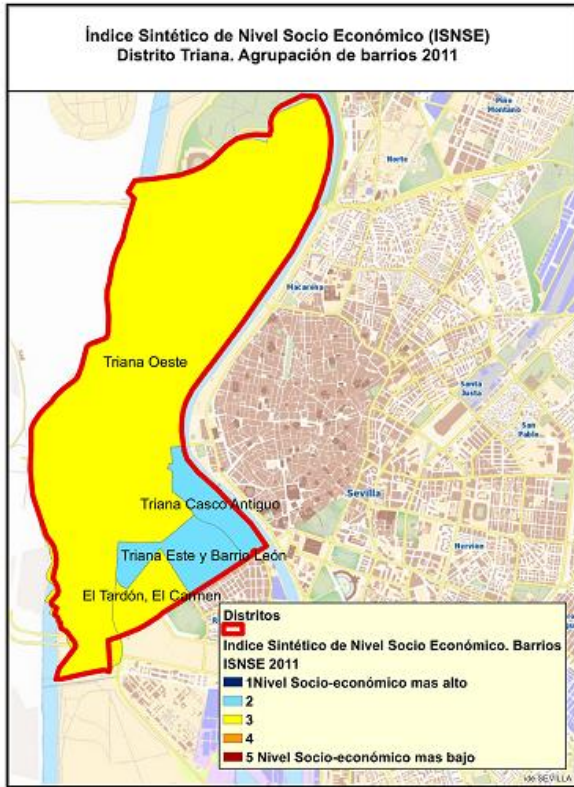 Índice Sintético de Nivel Socio Económico (ISNSE)
Distrito Triana. Agrupación de barrios 2011
Pino
Montano
Norte
Macarena
Triana Oeste
Santa
Justa
San
Pablo
Triana Casco Antiguo
Sevilla
Nervion
Triana Este y Barrio León
El Tardón, El Carmen
Distritos
Indice Sintético de Nivel Socio Económico. Barrios
ISNSE 2011
1Nivel Socio-económico mas alto
2
3
4
5 Nivel Socio-económico mas bajo
ide SEVILLA